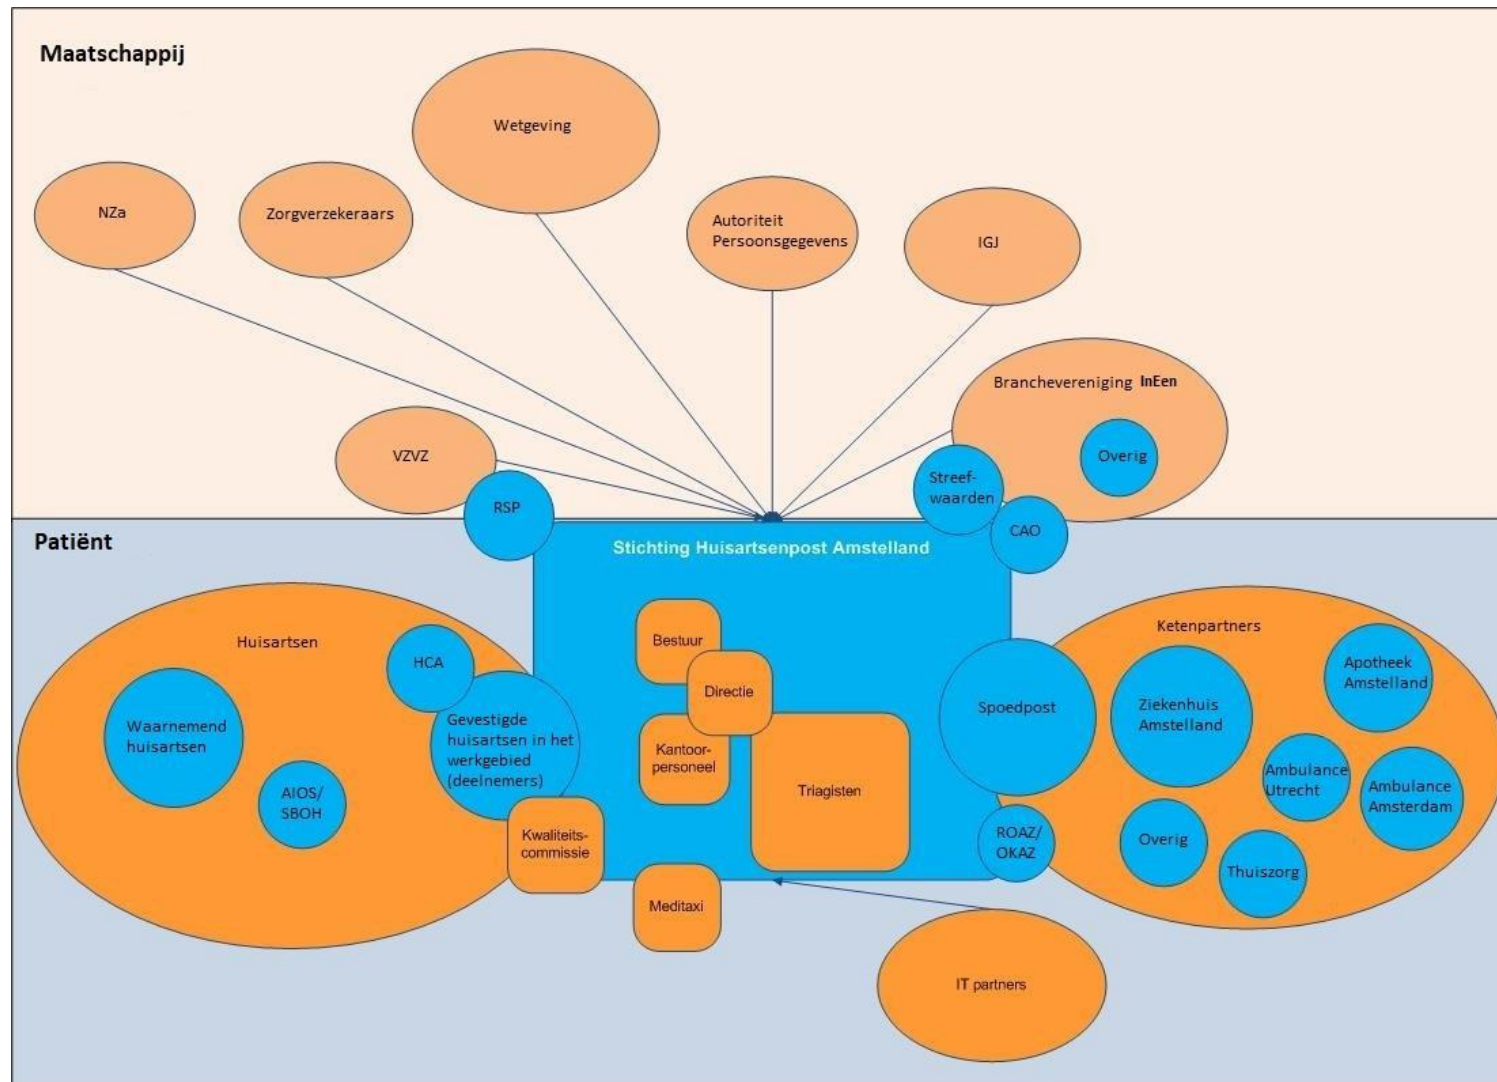 Maatschappij
Wetgeving
NZa
Zorgverzekeraars
Autoriteit
Persoonsgegevens
IGJ
Branchevereniging InEen
Overig
VZVZ
RSP
Streef-
waarden
CAO
Patiënt
Stichting Huisartsenpost Amstelland
Huisartsen
HCA
Waarnemend
huisartsen
AIOS/
SBOH
Gevestigde
huisartsen in het
werkgebied
(deelnemers)
Kwaliteits-
commissie
Bestuur
Directie
Kantoor-
personeel
Triagisten
Meditaxi
Spoedpost
ROAZ/
OKAZ
Ketenpartners
Ziekenhuis
Amstelland
Apotheek
Amstelland
Ambulance
Utrecht
Ambulance
Amsterdam
Overig
Thuiszorg
IT partners